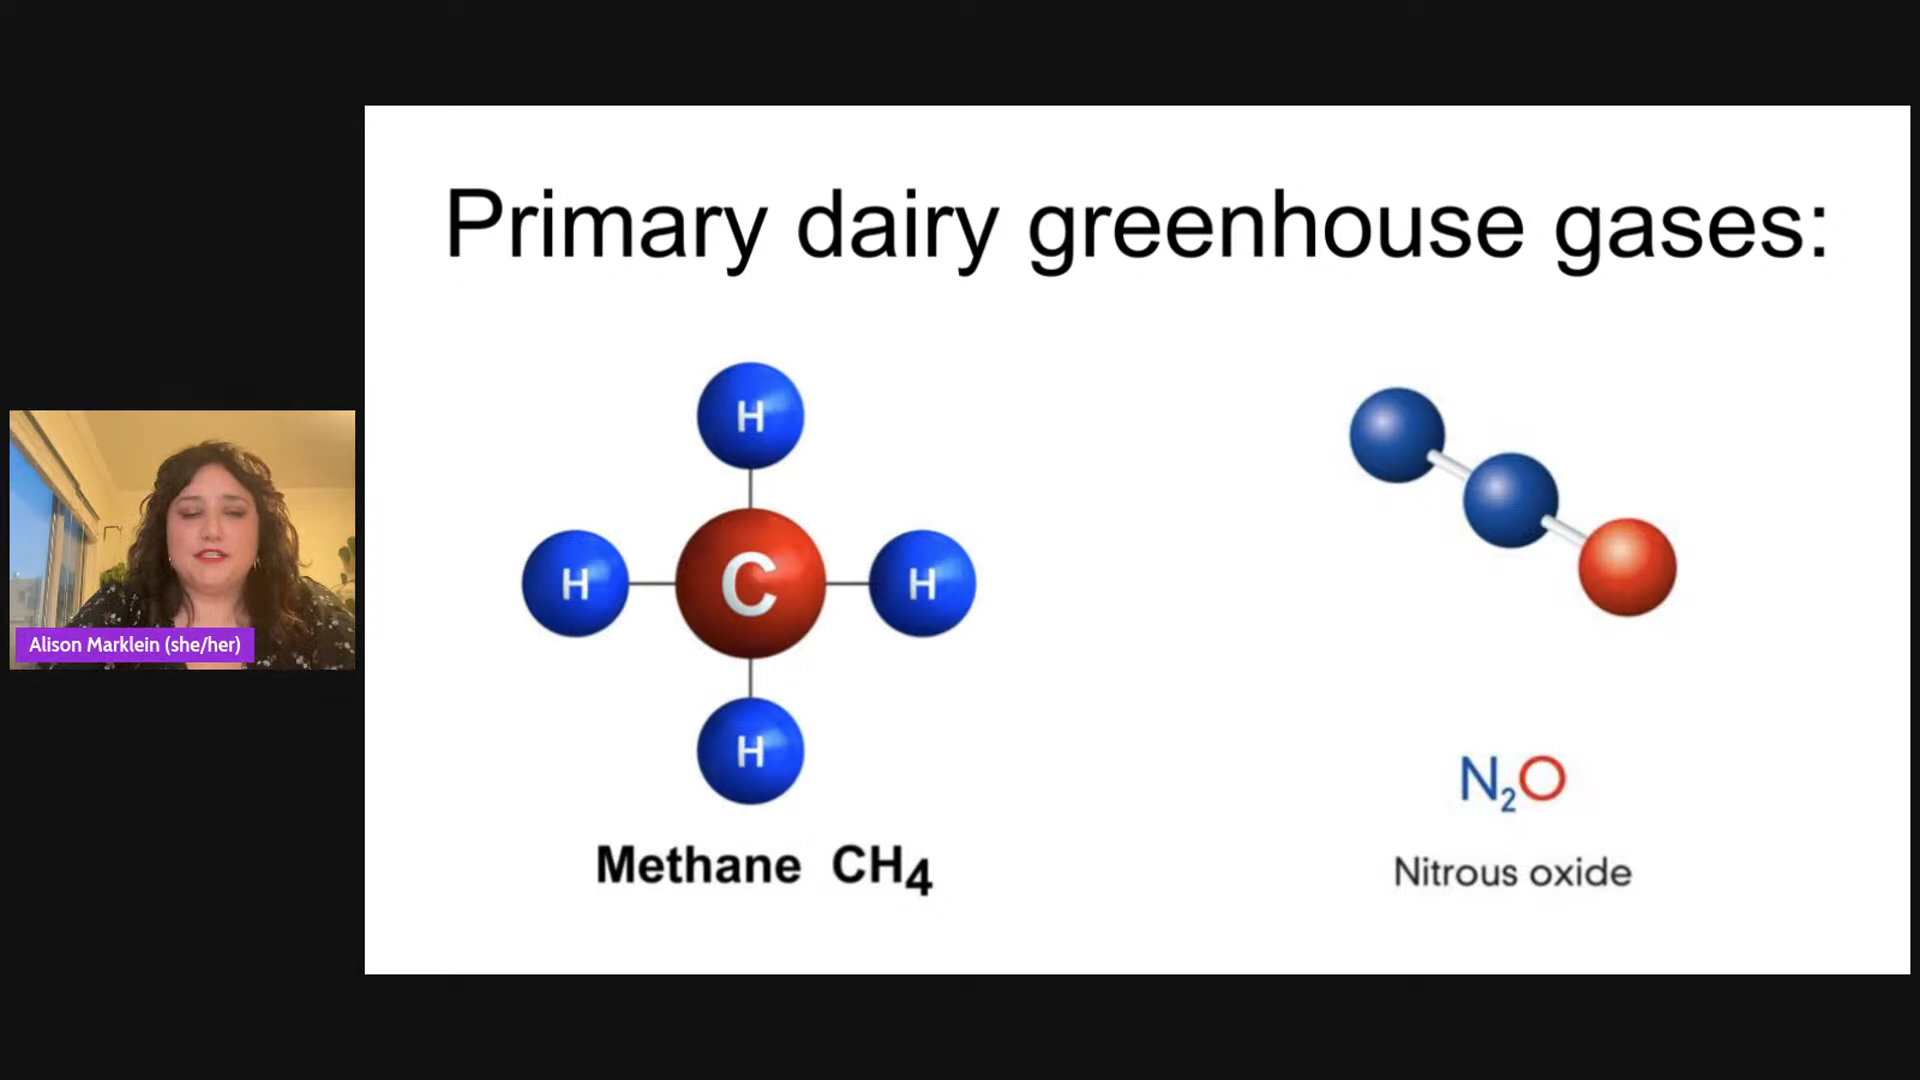 Primary dairy greenhouse gases:
H
H C H
H
Methane CH4
N2O
Nitrous oxide
Alison Marklein (she/her)